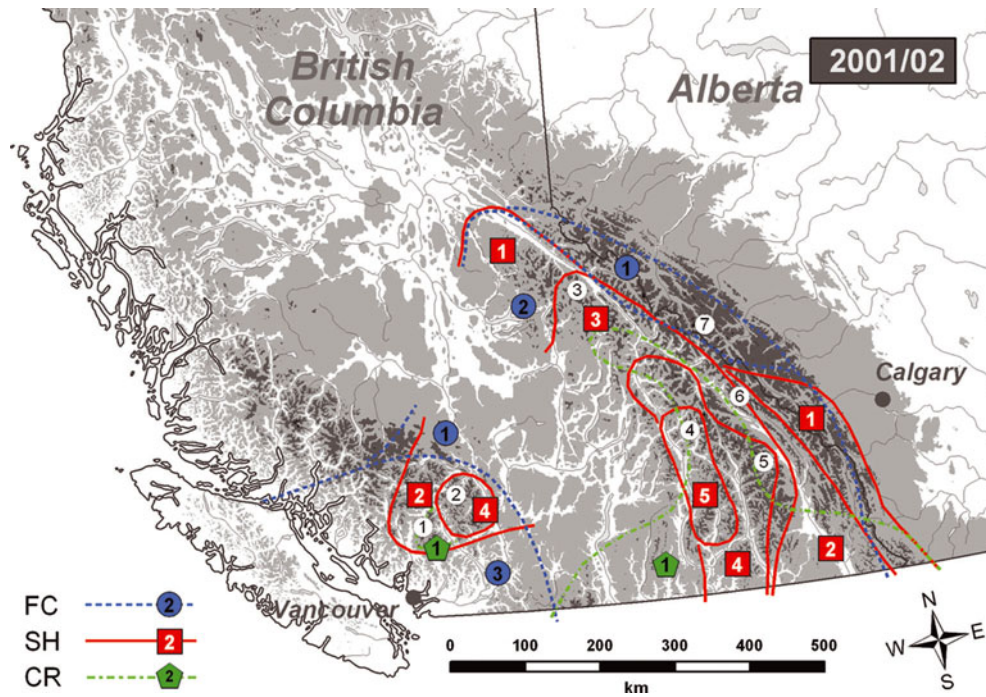 2001/02
British
Columbia
Alberta
1
1
2
3
3
7
Calgary
6
1
4
1
5
2
2
4
5
1
1
3
1
4
2
FC 2
SH 2
CR 2
Vancouver
0 100 200 300 400 500
km
N
W E
S